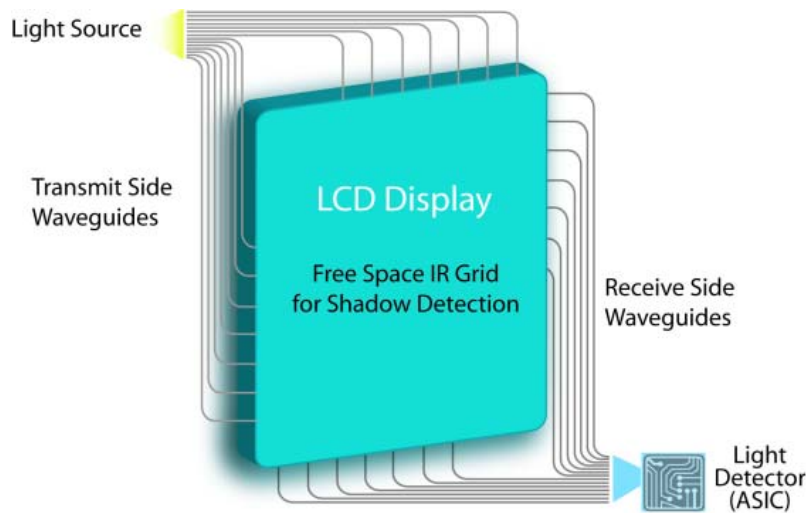 Light Source
Transmit Side
Waveguides
LCD Display
Free Space IR Grid
for Shadow Detection
Receive Side
Waveguides
Light
Detector
(ASIC)